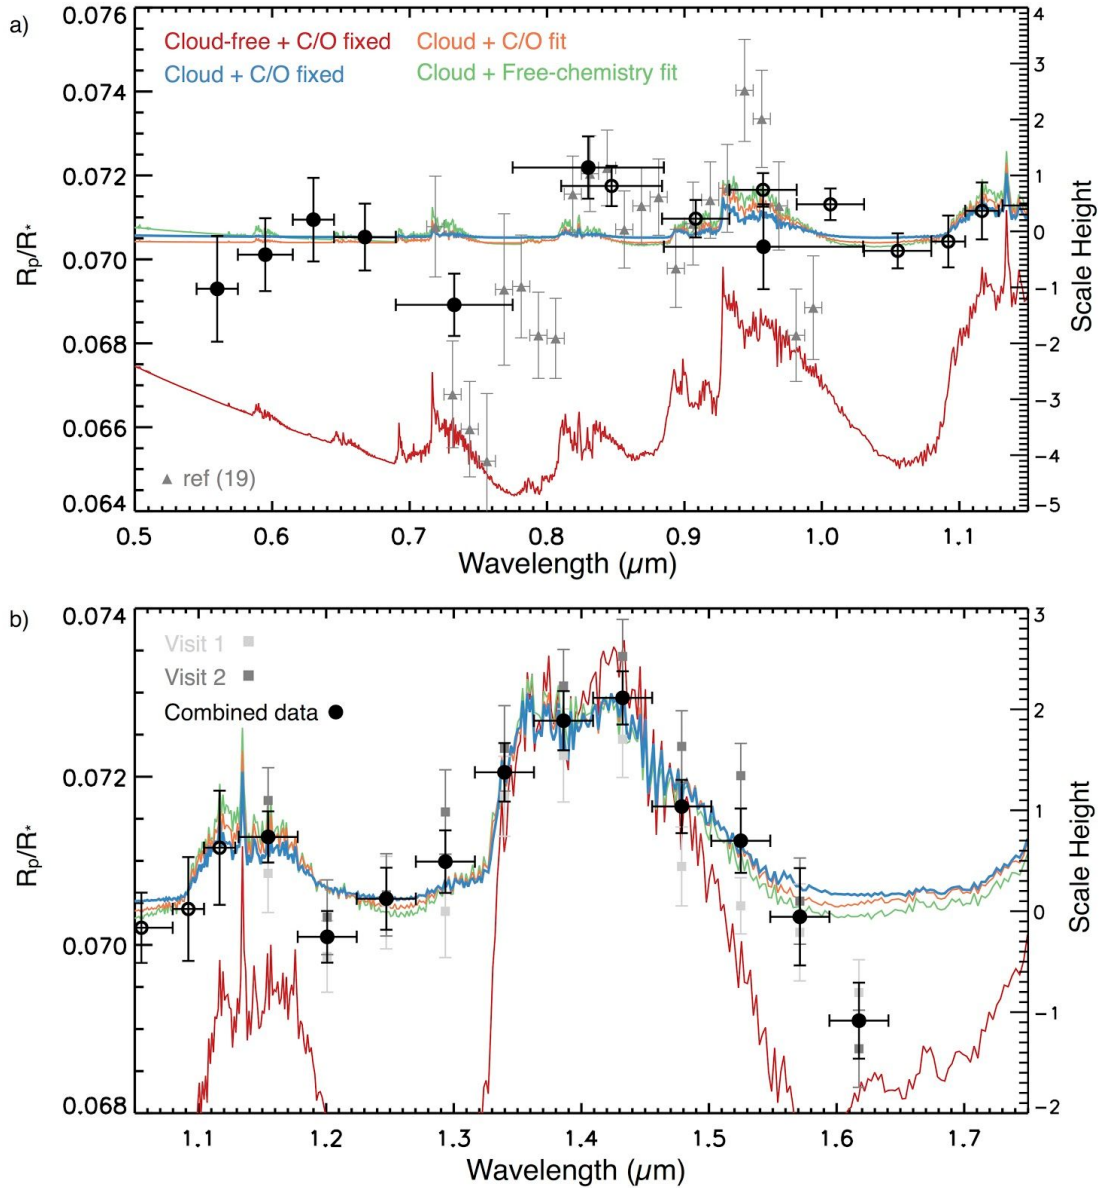 a)
0.076
0.074
0.072
0.070
0.068
0.066
0.064
Rp/R*
Cloud-free + C/O fixed
Cloud + C/O fit
Cloud + C/O fixed
Cloud + Free-chemistry fit
ref (19)
4
3
2
1
0
−1
−2
−3
−4
−5
Scale Height
0.5
0.6
0.7
0.8
0.9
1.0
1.1
Wavelength (μm)
b)
0.074
0.072
0.070
0.068
Rp/R*
Visit 1
Visit 2
Combined data
3
2
1
0
−1
−2
Scale Height
1.1
1.2
1.3
1.4
1.5
1.6
1.7
Wavelength (μm)